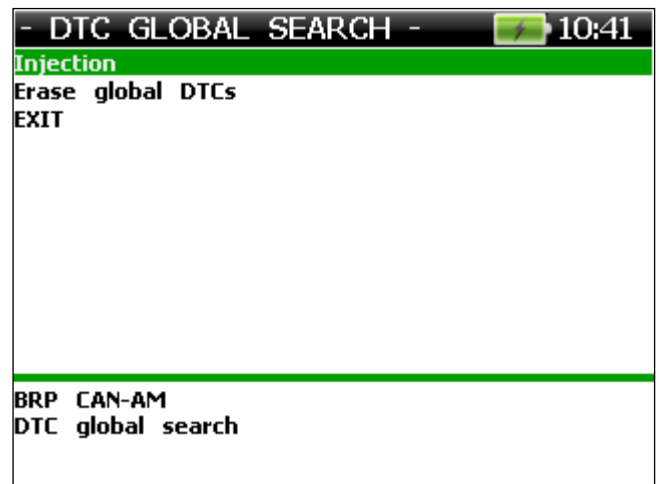 - DTC GLOBAL SEARCH - 10:41
Injection
Erase global DTCs
EXIT
BRP CAN-AM
DTC global search